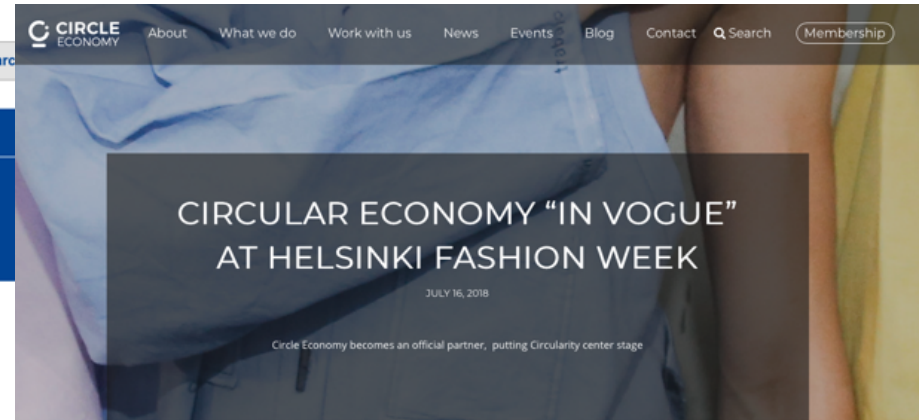 CIRCLE
ECONOMY
About What we do Work with us News Events Blog Contact Search Membership
arc
CIRCULAR ECONOMY “IN VOGUE”
AT HELSINKI FASHION WEEK
JULY 16, 2018
Circle Economy becomes an official partner, putting Circularity center stage